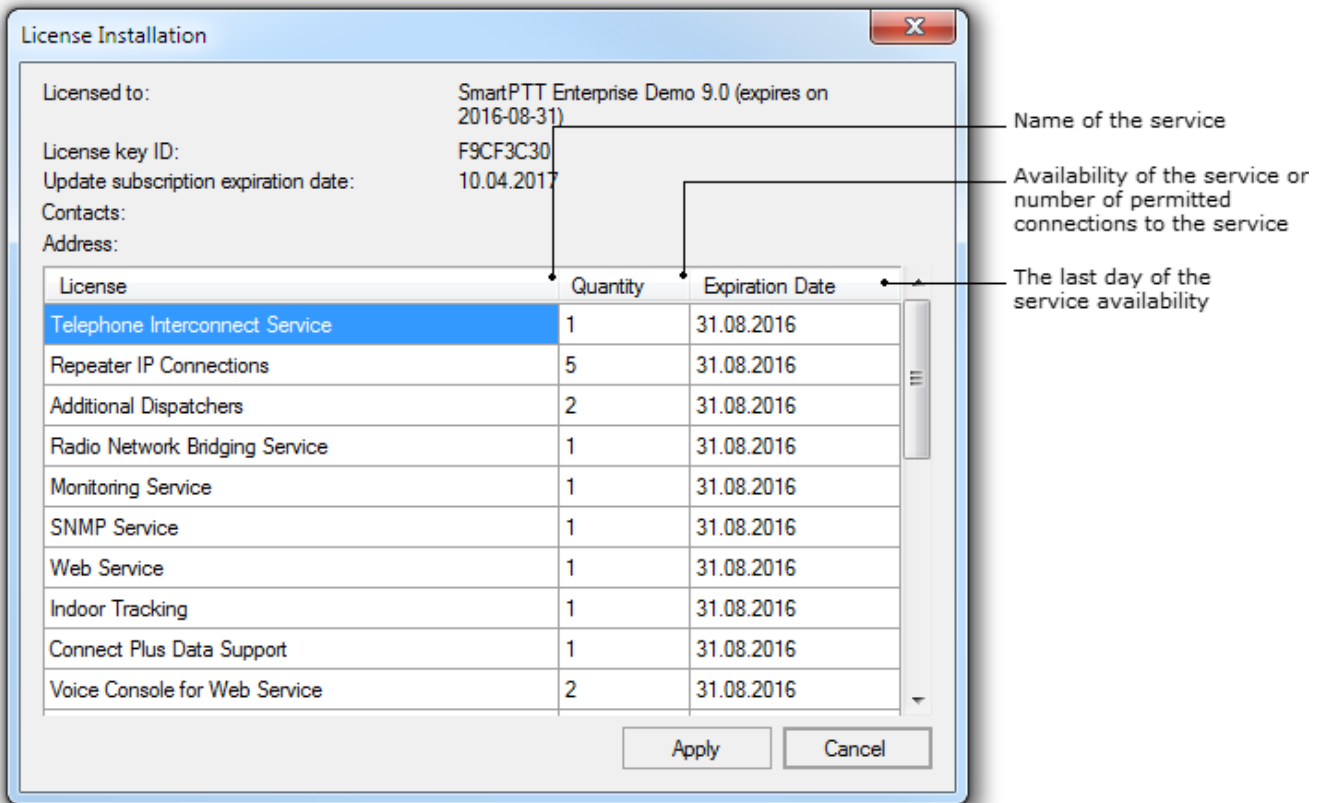 License Installation
Licensed to: SmartPTT Enterprise Demo 9.0 (expires on
2016-08-31)
License key ID: F9CF3C30
Update subscription expiration date: 10.04.2017
Contacts:
Address:
License Quantity Expiration Date
Telephone Interconnect Service 1 31.08.2016
Repeater IP Connections 5 31.08.2016
Additional Dispatchers 2 31.08.2016
Radio Network Bridging Service 1 31.08.2016
Monitoring Service 1 31.08.2016
SNMP Service 1 31.08.2016
Web Service 1 31.08.2016
Indoor Tracking 1 31.08.2016
Connect Plus Data Support 1 31.08.2016
Voice Console for Web Service 2 31.08.2016
Apply Cancel
Name of the service
Availability of the service or
number of permitted
connections to the service
The last day of the
service availability